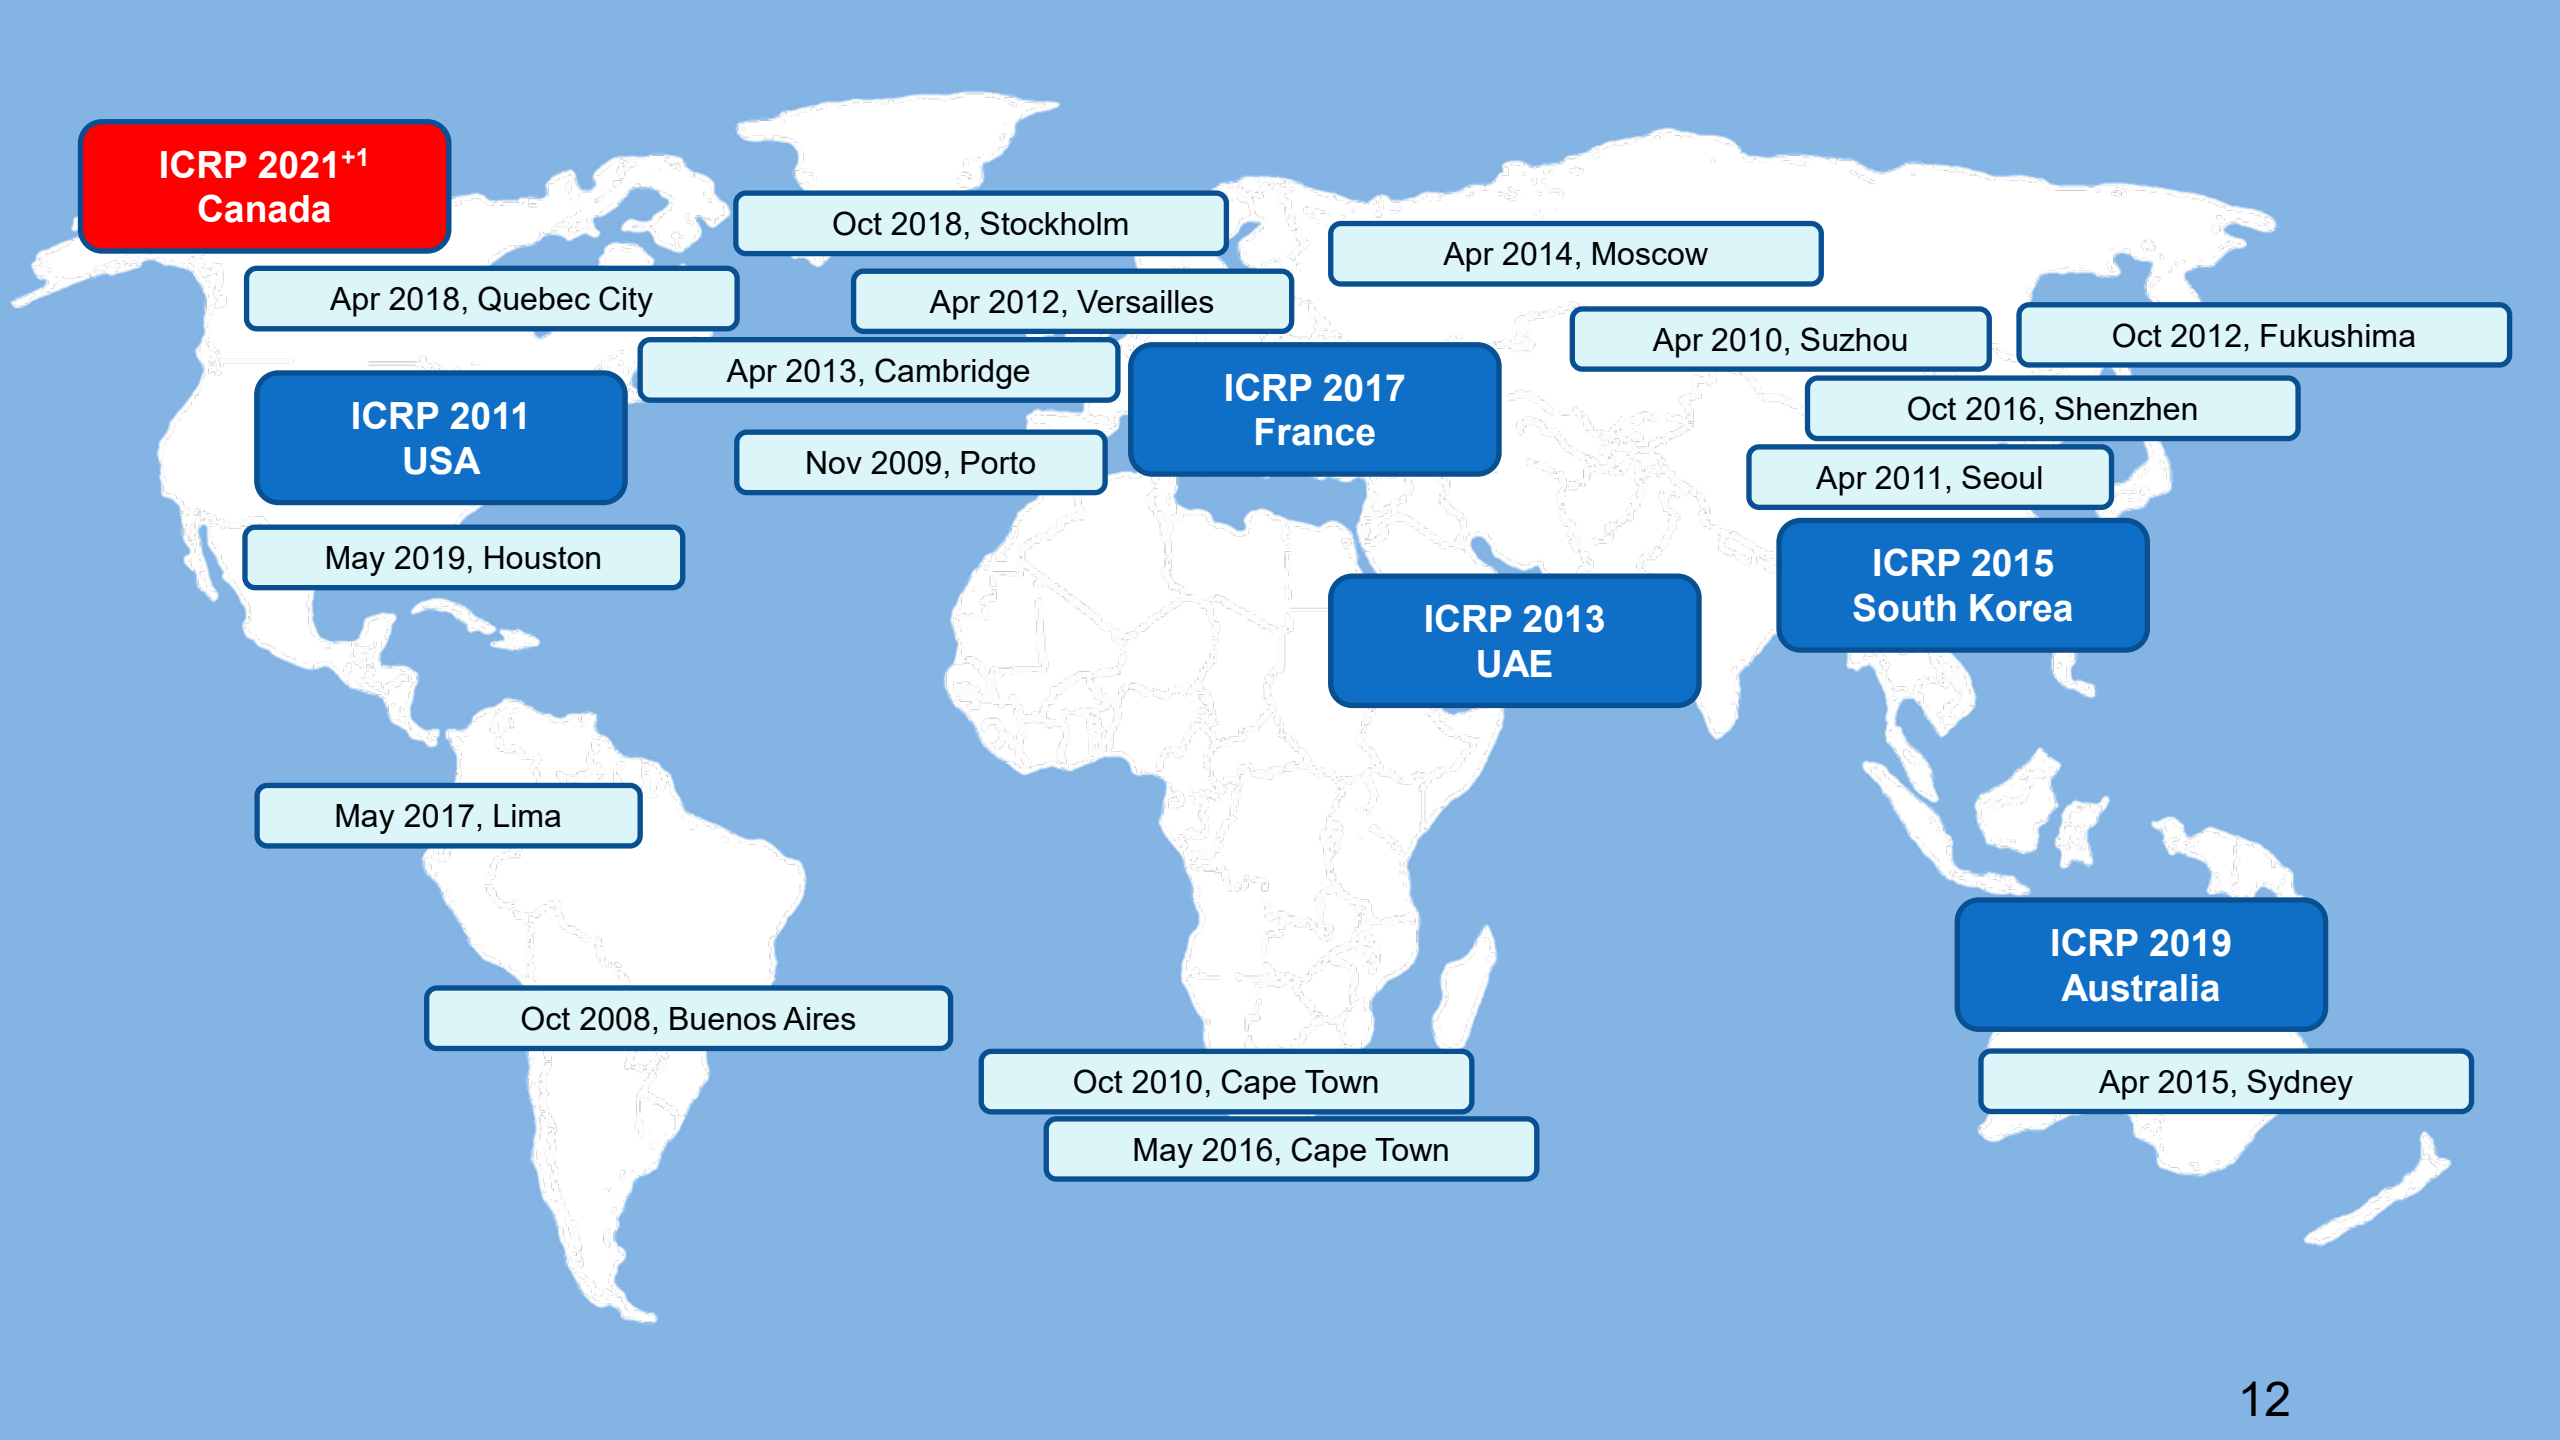 ICRP 2021⁺¹
Canada
Oct 2018, Stockholm
Apr 2014, Moscow
Apr 2018, Quebec City
Apr 2012, Versailles
Apr 2010, Suzhou
Oct 2012, Fukushima
Apr 2013, Cambridge
ICRP 2017
France
Oct 2016, Shenzhen
ICRP 2011
USA
Nov 2009, Porto
Apr 2011, Seoul
May 2019, Houston
ICRP 2015
South Korea
ICRP 2013
UAE
May 2017, Lima
ICRP 2019
Australia
Oct 2008, Buenos Aires
Oct 2010, Cape Town
Apr 2015, Sydney
May 2016, Cape Town
12